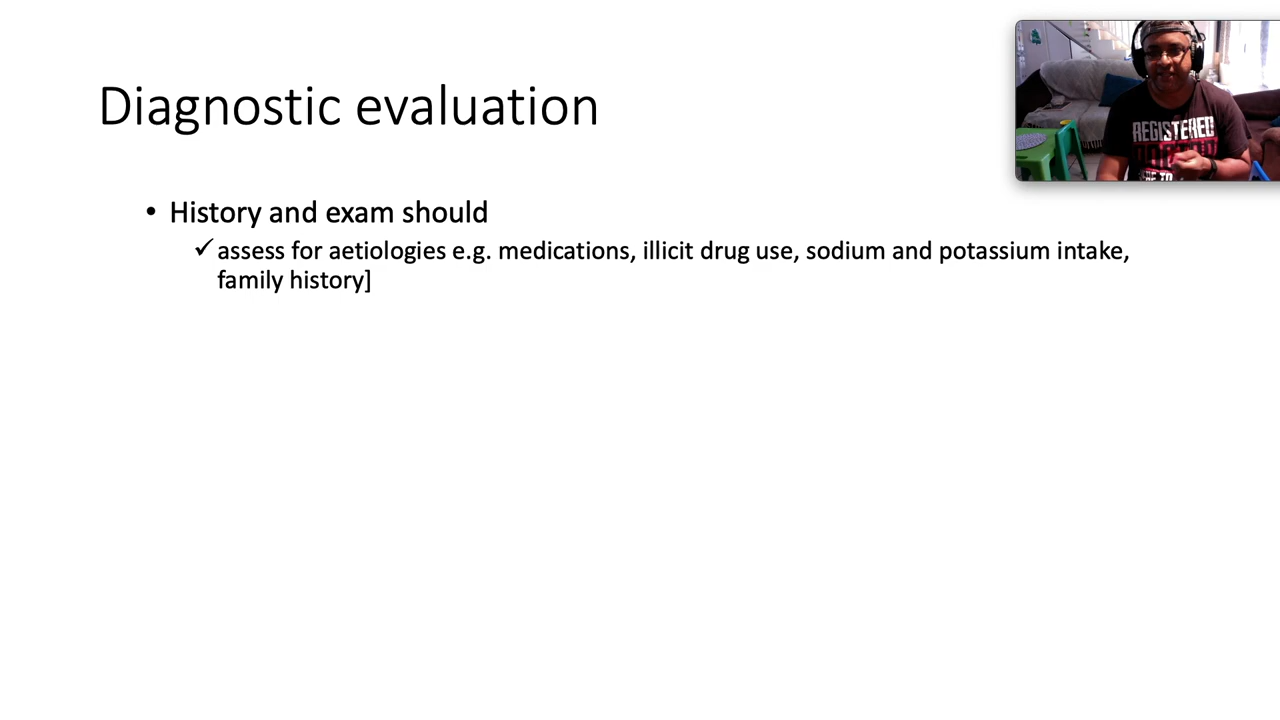 Diagnostic evaluation
• History and exam should
✓ assess for aetiologies e.g. medications, illicit drug use, sodium and potassium intake,
family history]
REGISTERED